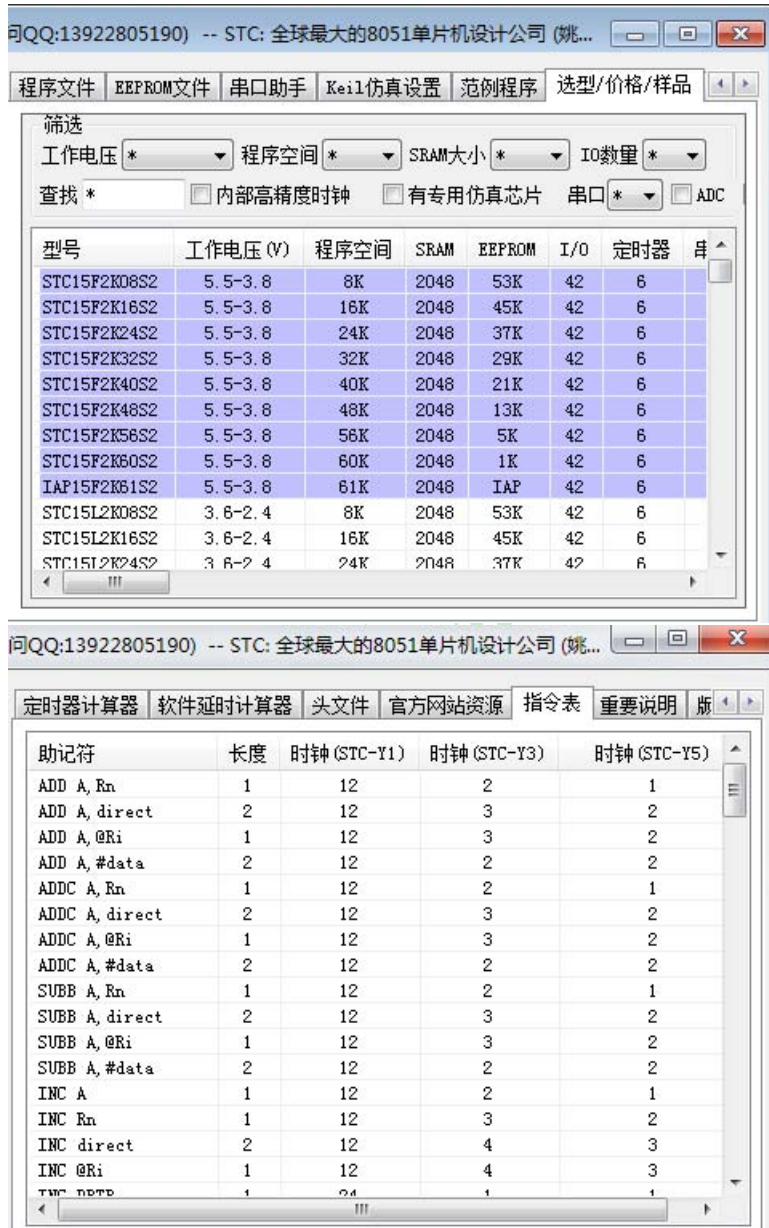 问QQ:13922805190) -- STC: 全球最大的8051单片机设计公司 (姚...
程序文件 EEPROM文件 串口助手 Keil仿真设置 范例程序 选型/价格/样品
筛选
工作电压 * 程序空间 * SRAM大小 * IO数量 *
查找 * 内部高精度时钟 有专用仿真芯片 串口 * ADC
型号 工作电压(V) 程序空间 SRAM EEPROM I/O 定时器 串
STC15F2K08S2 5.5-3.8 8K 2048 53K 42 6
STC15F2K16S2 5.5-3.8 16K 2048 45K 42 6
STC15F2K24S2 5.5-3.8 24K 2048 37K 42 6
STC15F2K32S2 5.5-3.8 32K 2048 29K 42 6
STC15F2K40S2 5.5-3.8 40K 2048 21K 42 6
STC15F2K48S2 5.5-3.8 48K 2048 13K 42 6
STC15F2K56S2 5.5-3.8 56K 2048 5K 42 6
STC15F2K60S2 5.5-3.8 60K 2048 1K 42 6
IAP15F2K61S2 5.5-3.8 61K 2048 IAP 42 6
STC15L2K08S2 3.6-2.4 8K 2048 53K 42 6
STC15L2K16S2 3.6-2.4 16K 2048 45K 42 6
STC15L2K24S2 3.6-2.4 24K 2048 37K 42 6
问QQ:13922805190) -- STC: 全球最大的8051单片机设计公司 (姚...
定时器计算器 软件延时计算器 头文件 官方网站资源 指令表 重要说明 版
助记符 长度 时钟(STC-Y1) 时钟(STC-Y3) 时钟(STC-Y5)
ADD A,Rn 1 12 2 1
ADD A,direct 2 12 3 2
ADD A,@Ri 1 12 3 2
ADD A,#data 2 12 2 2
ADDC A,Rn 1 12 2 1
ADDC A,direct 2 12 3 2
ADDC A,@Ri 1 12 3 2
ADDC A,#data 2 12 2 2
SUBB A,Rn 1 12 2 1
SUBB A,direct 2 12 3 2
SUBB A,@Ri 1 12 3 2
SUBB A,#data 2 12 2 2
INC A 1 12 2 1
INC Rn 1 12 3 2
INC direct 2 12 4 3
INC @Ri 1 12 4 3
INC DPTR 1 24 1 1